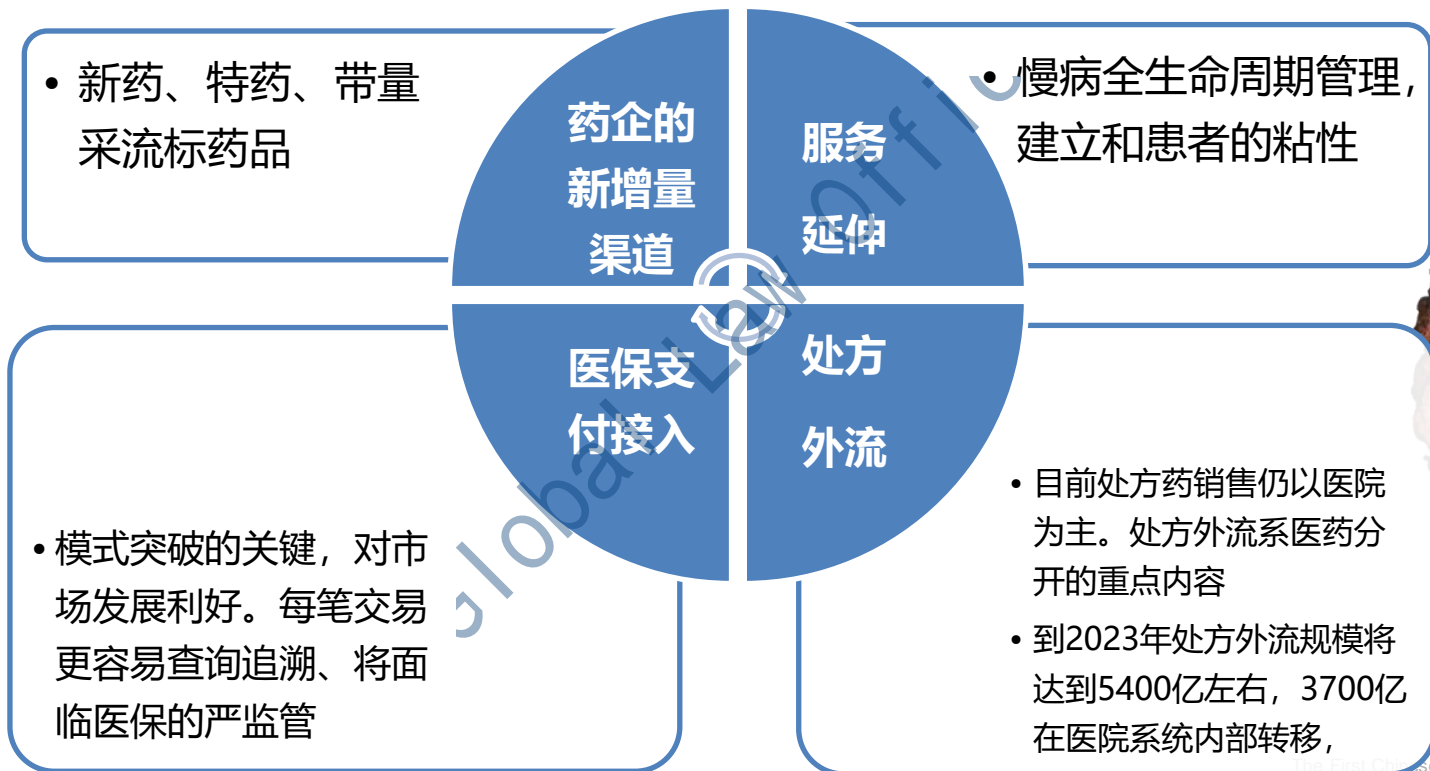 • 新药、特药、带量
采流标药品
药企的
新增量
渠道
服务
延伸
• 慢病全生命周期管理，
建立和患者的粘性
医保支
付接入
处方
外流
• 模式突破的关键，对市
场发展利好。每笔交易
更容易查询追溯、将面
临医保的严监管
• 目前处方药销售仍以医院
为主。处方外流系医药分
开的重点内容
• 到2023年处方外流规模将
达到5400亿左右，3700亿
在医院系统内部转移，
Global Law Offic
The First Chinese